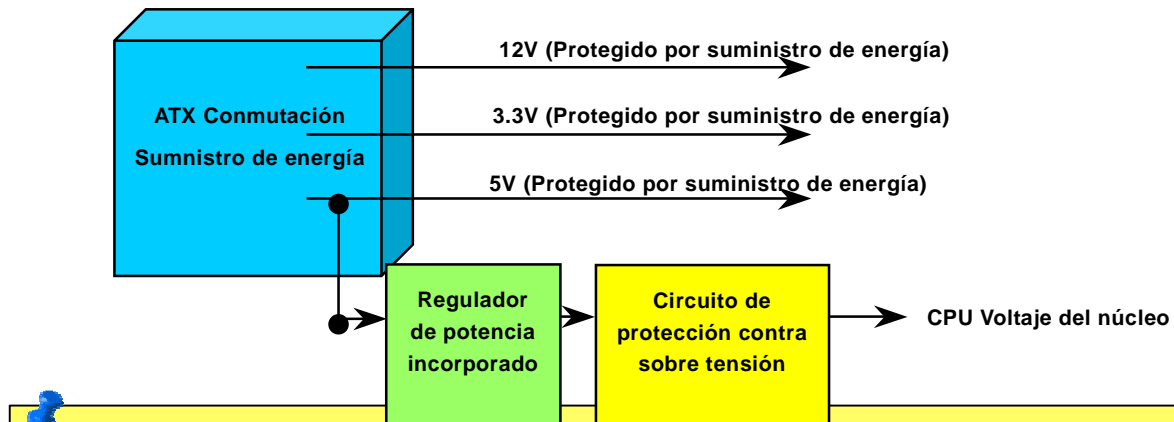 12V (Protegido por suministro de energía)
ATX Conmutación
Sumnistro de energía
3.3V (Protegido por suministro de energía)
5V (Protegido por suministro de energía)
Regulador
de potencia
incorporado
Circuito de
protección contra
sobre tensión
CPU Voltaje del núcleo